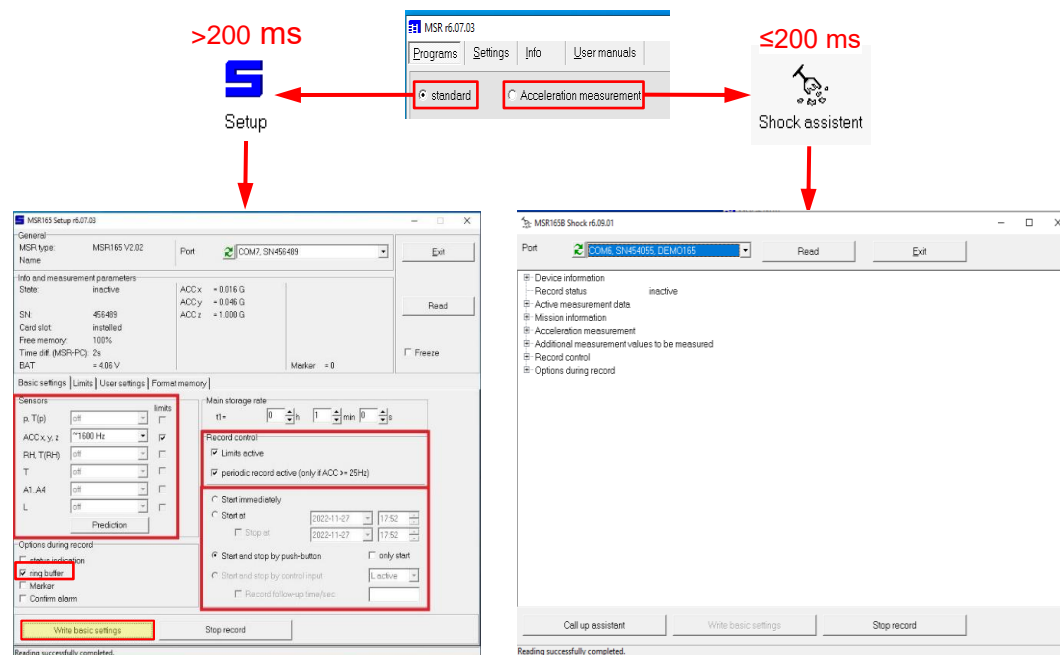 >200 ms
MSR r6.07.03
Programs Settings Info User manuals
standard Acceleration measurement
≤200 ms
Setup
Shock assistent
MSR165 Setup r6.07.03
General
MSR type: MSR165 V2.02
Name
Port COM7, SN456489
Exit
Info and measurement parameters
State: inactive
ACC x = 0.016 G
ACC y = 0.046 G
ACC z = 1.000 G
SN: 456489
Card slot: installed
Free memory: 100%
Time diff. (MSR-PC): 2s
BAT = 4.06 V
Marker = 0
Read
Freeze
Basic settings Limits User settings Format memory
Sensors
limits
p, T(p) off
ACC x, y, z ~1600 Hz
RH, T(RH) off
T off
A1..A4 off
L off
Prediction
Main storage rate
t1= 0 h 1 min 0 s
Record control
Limits active
periodic record active (only if ACC >= 25Hz)
Start immediately
Start at 2022-11-27 17:52
Stop at 2022-11-27 17:52
Start and stop by push-button only start
Start and stop by control input L active
Record follow-up time/sec
Options during record
status indication
ring buffer
Marker
Confirm alarm
Write basic settings Stop record
Reading successfully completed.
MSR165B Shock r6.09.01
Port COM6, SN454055, DEMO165 Read Exit
Device information
Record status inactive
Active measurement data
Mission information
Acceleration measurement
Additional measurement values to be measured
Record control
Options during record
Call up assistant Write basic settings Stop record
Reading successfully completed.